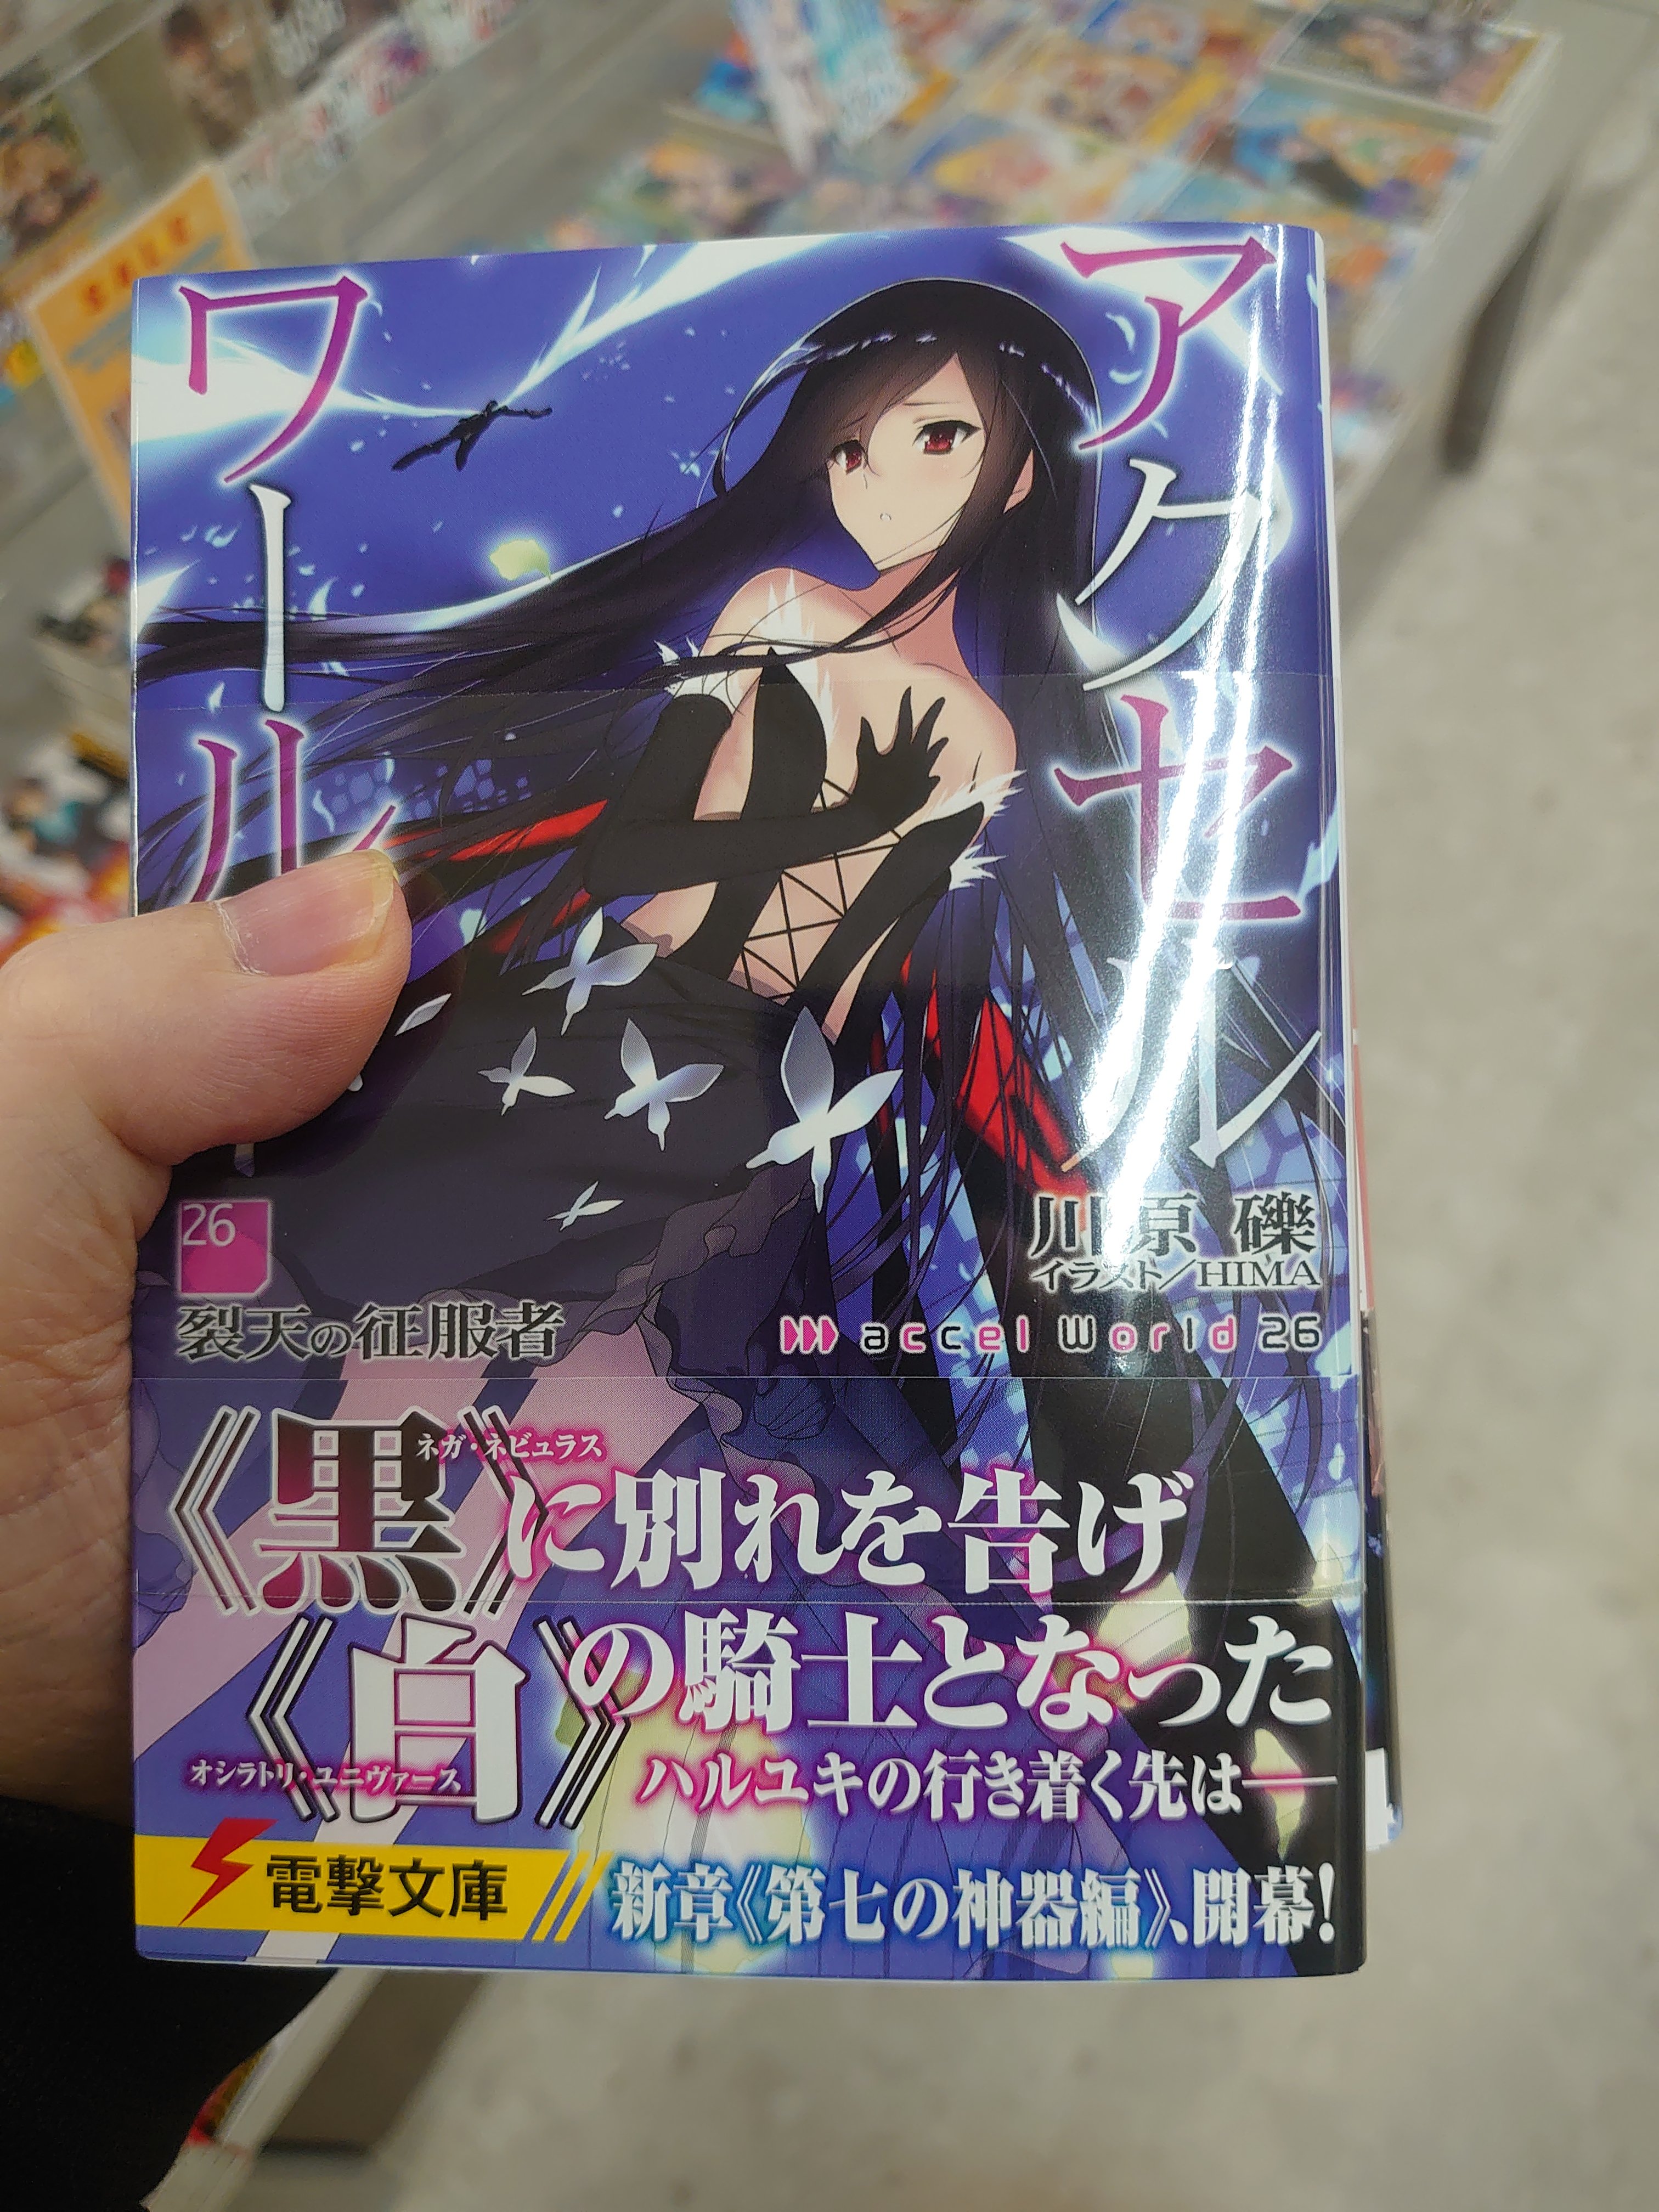 アクセル
ワールド
川原 礫
イラスト／HIMA
26
裂天の征服者
accel World 26
ネガ・ネビュラス
《黒》に別れを告げ
《白》の騎士となった
オシラトリ・ユニヴァース
ハルユキの行き着く先は──
電撃文庫
新章《第七の神器編》、開幕!